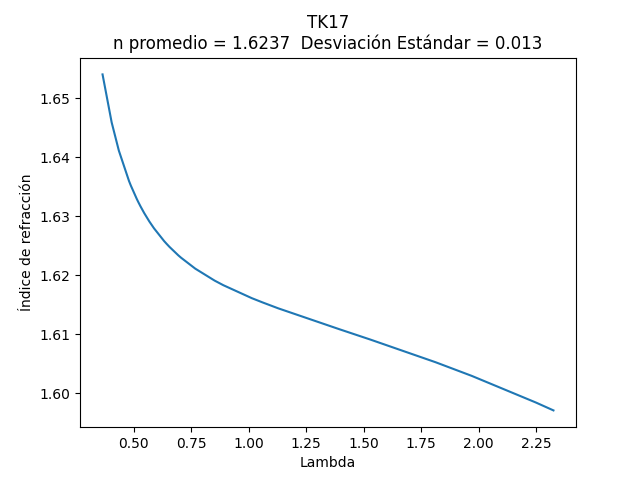 TK17
n promedio = 1.6237  Desviación Estándar = 0.013
1.65
1.64
1.63
1.62
1.61
1.60
Índice de refracción
0.50 0.75 1.00 1.25 1.50 1.75 2.00 2.25
Lambda